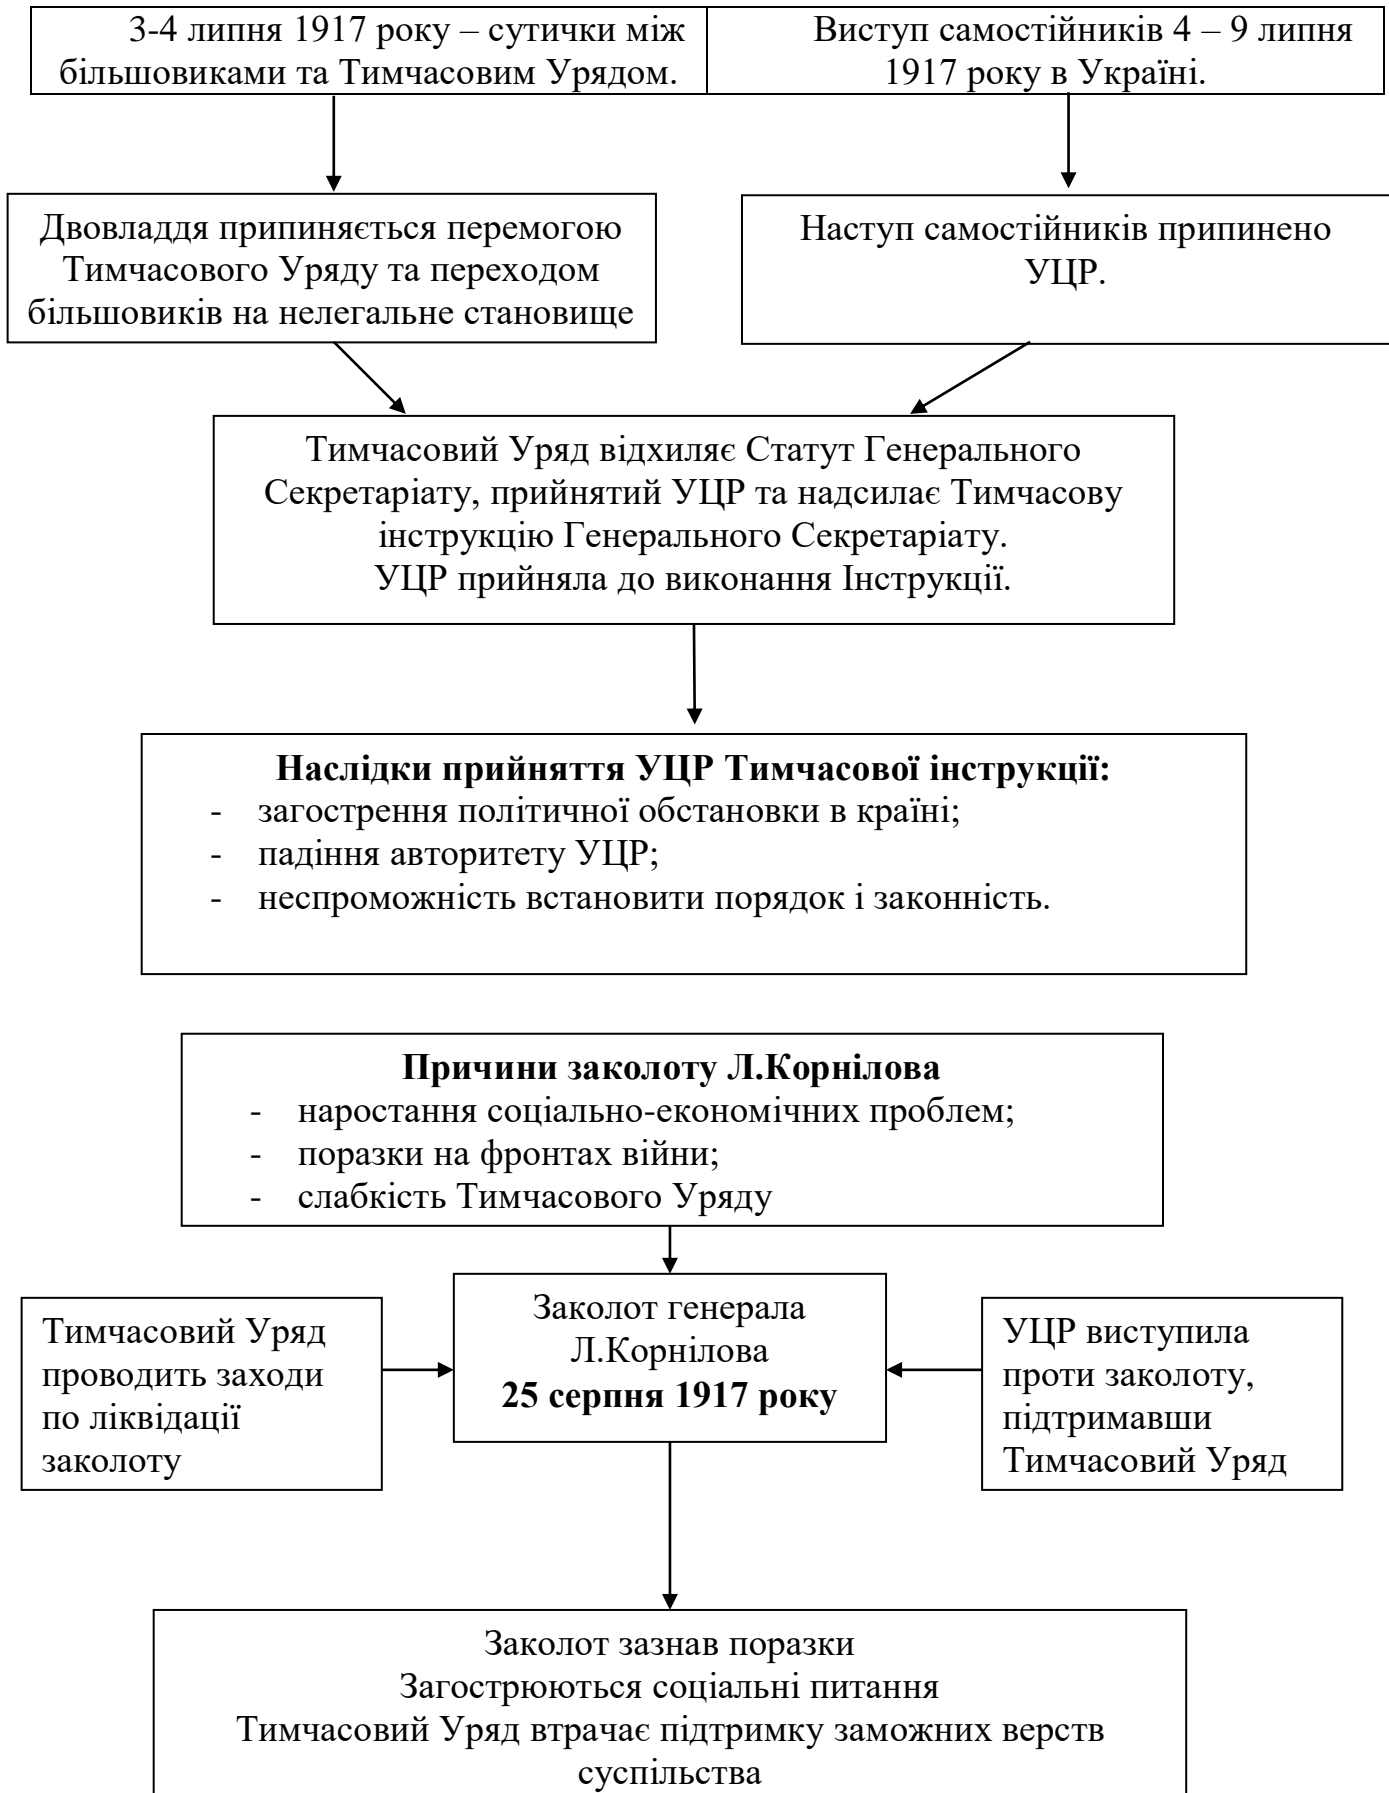 3-4 липня 1917 року – сутички між
більшовиками та Тимчасовим Урядом.
Виступ самостійників 4 – 9 липня
1917 року в Україні.
Двовладдя припиняється перемогою
Тимчасового Уряду та переходом
більшовиків на нелегальне становище
Наступ самостійників припинено
УЦР.
Тимчасовий Уряд відхиляє Статут Генерального
Секретаріату, прийнятий УЦР та надсилає Тимчасову
інструкцію Генерального Секретаріату.
УЦР прийняла до виконання Інструкції.
Наслідки прийняття УЦР Тимчасової інструкції:
- загострення політичної обстановки в країні;
- падіння авторитету УЦР;
- неспроможність встановити порядок і законність.
Причини заколоту Л.Корнілова
- наростання соціально-економічних проблем;
- поразки на фронтах війни;
- слабкість Тимчасового Уряду
Заколот генерала
Л.Корнілова
25 серпня 1917 року
Тимчасовий Уряд
проводить заходи
по ліквідації
заколоту
УЦР виступила
проти заколоту,
підтримавши
Тимчасовий Уряд
Заколот зазнав поразки
Загострюються соціальні питання
Тимчасовий Уряд втрачає підтримку заможних верств
суспільства